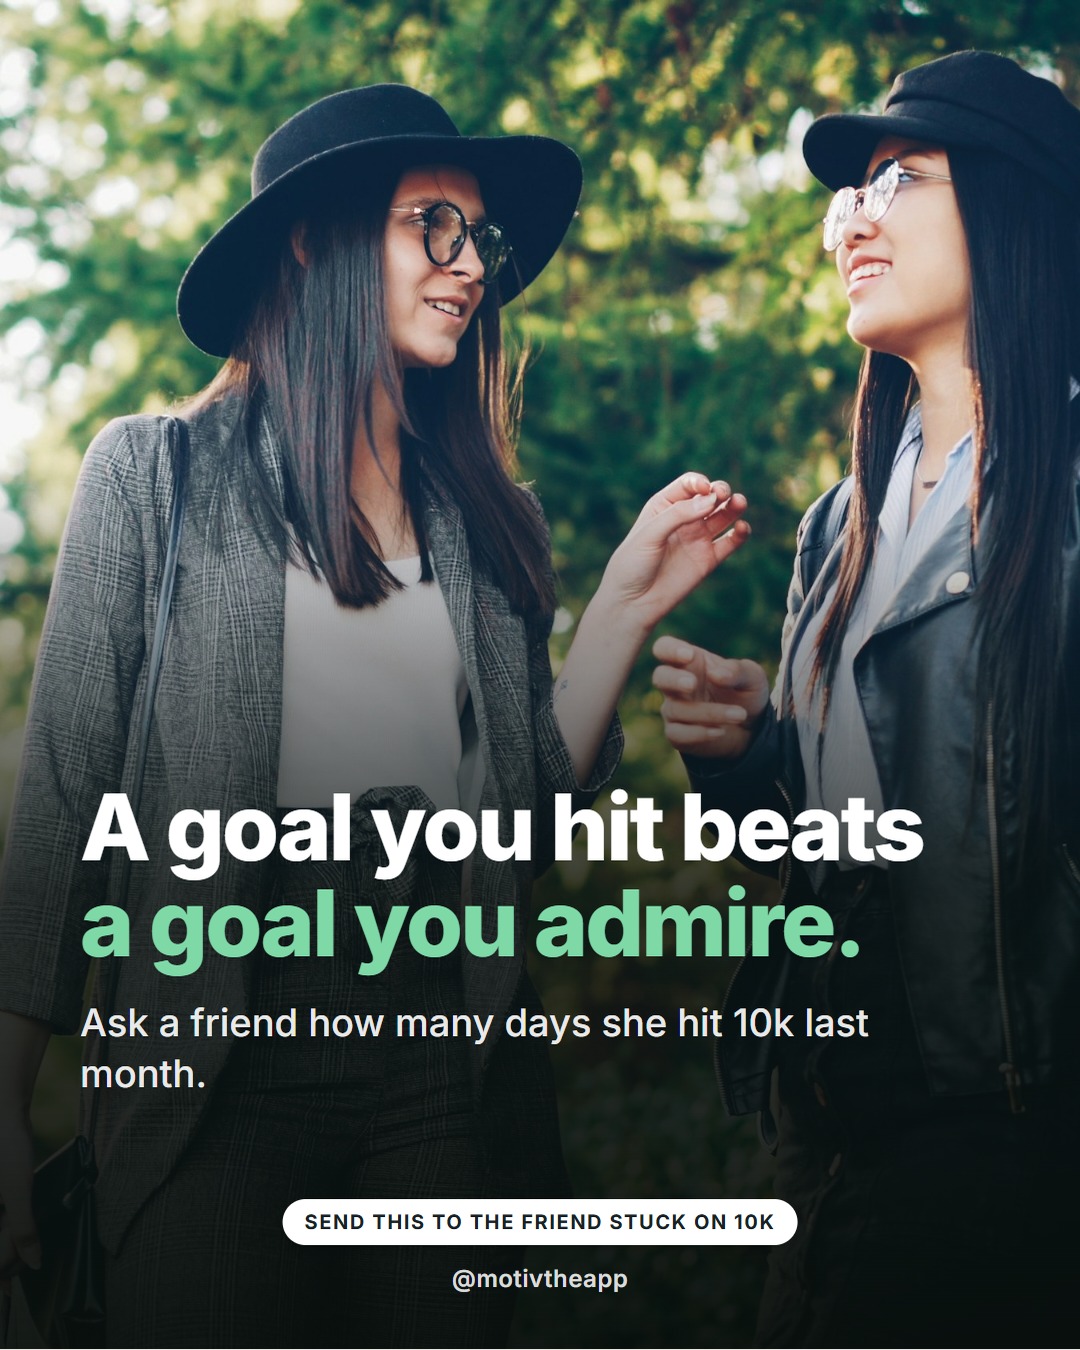 A goal you hit beats
a goal you admire.
Ask a friend how many days she hit 10k last
month.
SEND THIS TO THE FRIEND STUCK ON 10K
@motivtheapp